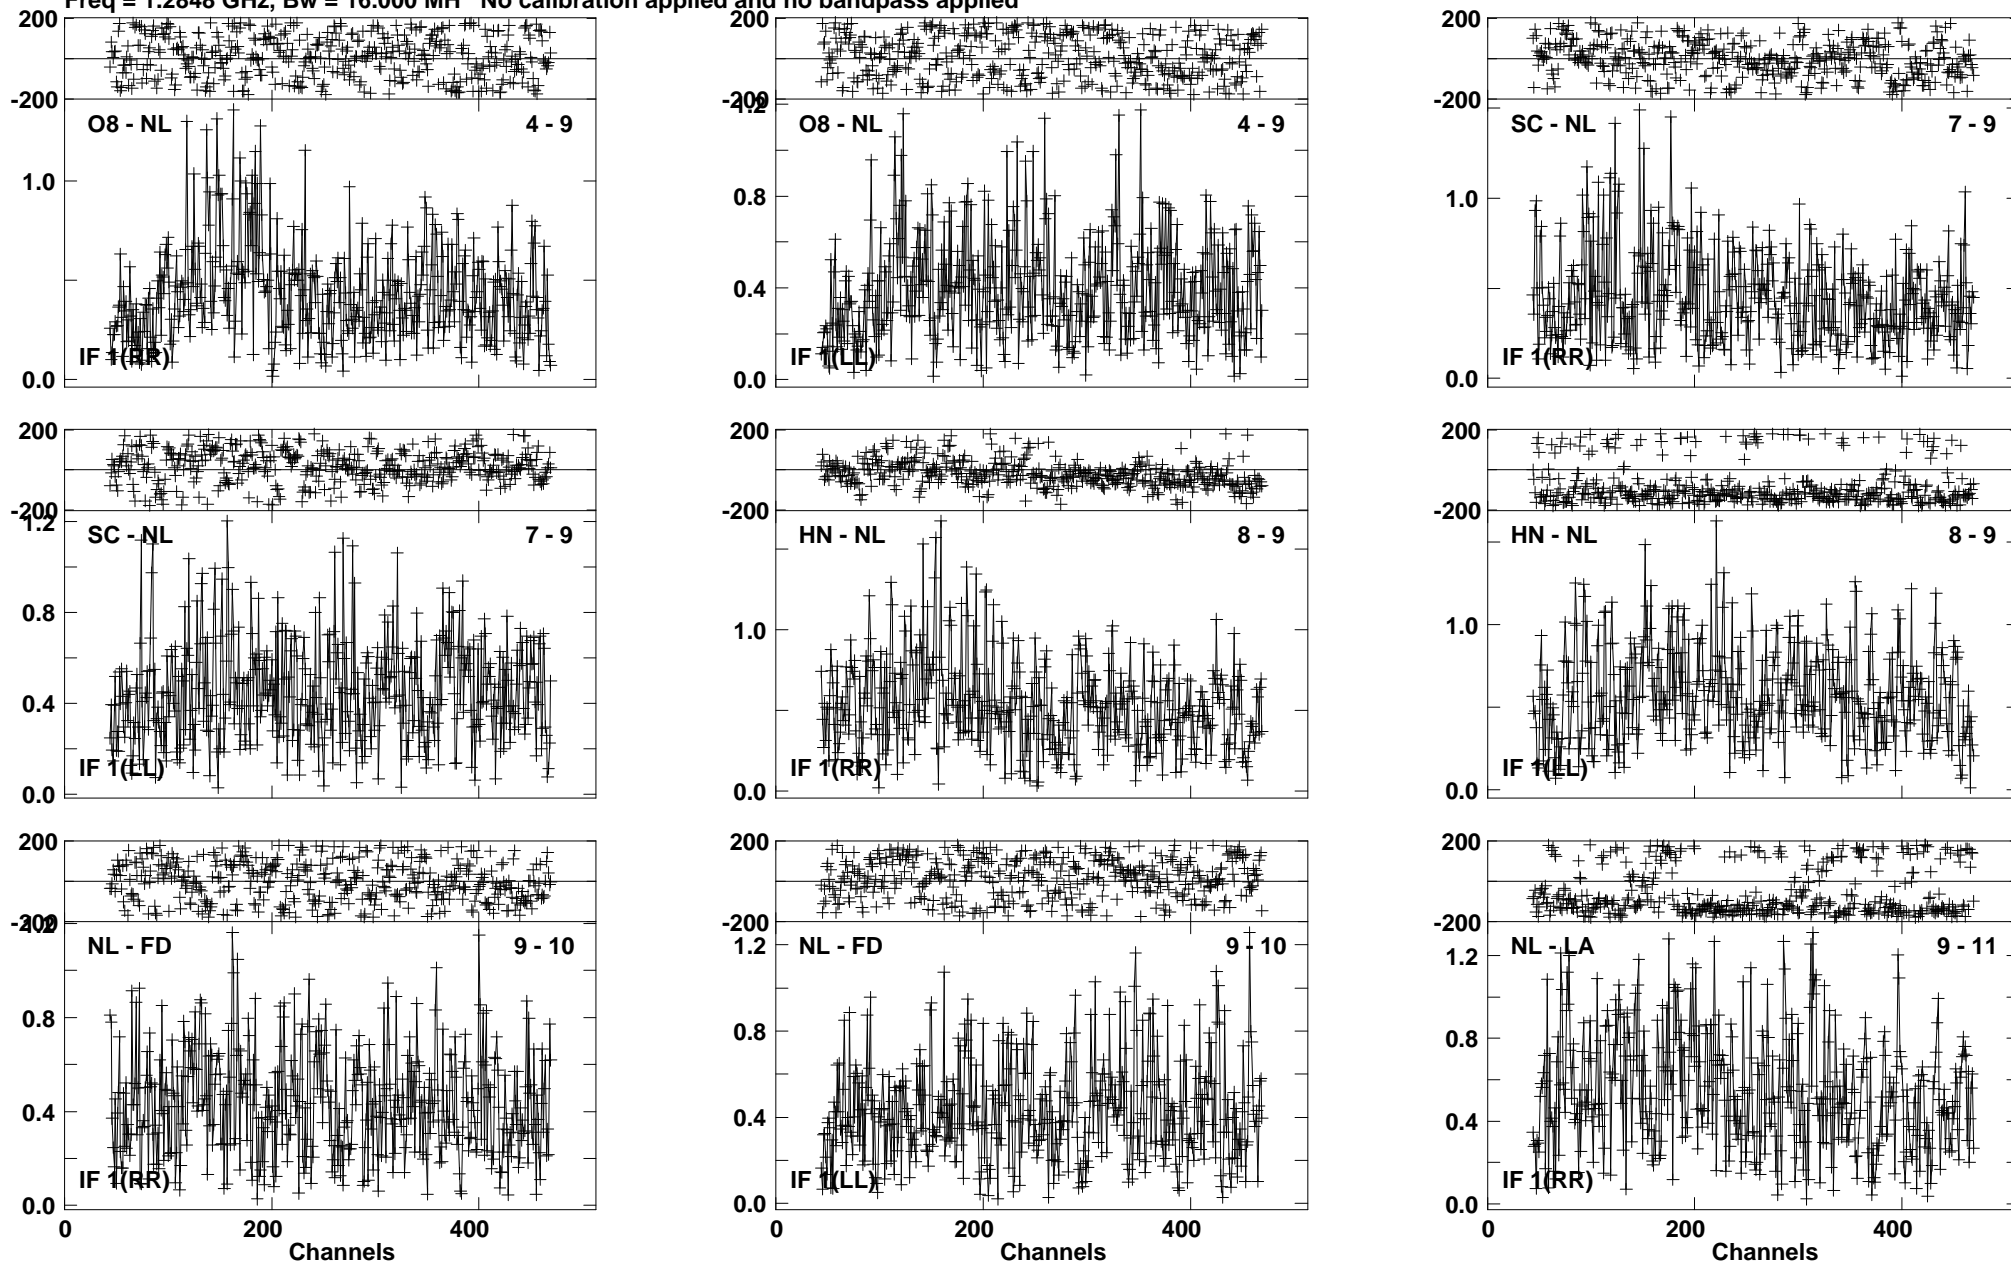 Freq = 1.2848 GHz, Bw = 16.000 MH No calibration applied and no bandpass applied
200 200 200
-200 -200 -200
1.2
O8 - NL 4 - 9 O8 - NL 4 - 9 SC - NL 7 - 9
1.0 0.8 1.0
0.4
IF 1(RR) IF 1(LL) IF 1(RR)
0.0 0.0 0.0
200 200 200
-200 -200 -200
1.2
SC - NL 7 - 9 HN - NL 8 - 9 HN - NL 8 - 9
0.8 1.0 1.0
0.4
IF 1(LL) IF 1(RR) IF 1(LL)
0.0 0.0 0.0
200 200 200
-200 -200 -200
1.2
NL - FD 9 - 10 NL - FD 9 - 10 NL - LA 9 - 11
1.2 1.2
0.8 0.8 0.8
0.4 0.4 0.4
IF 1(RR) IF 1(LL) IF 1(RR)
0.0 0.0 0.0
0 200 400 0 200 400 0 200 400
Channels Channels Channels